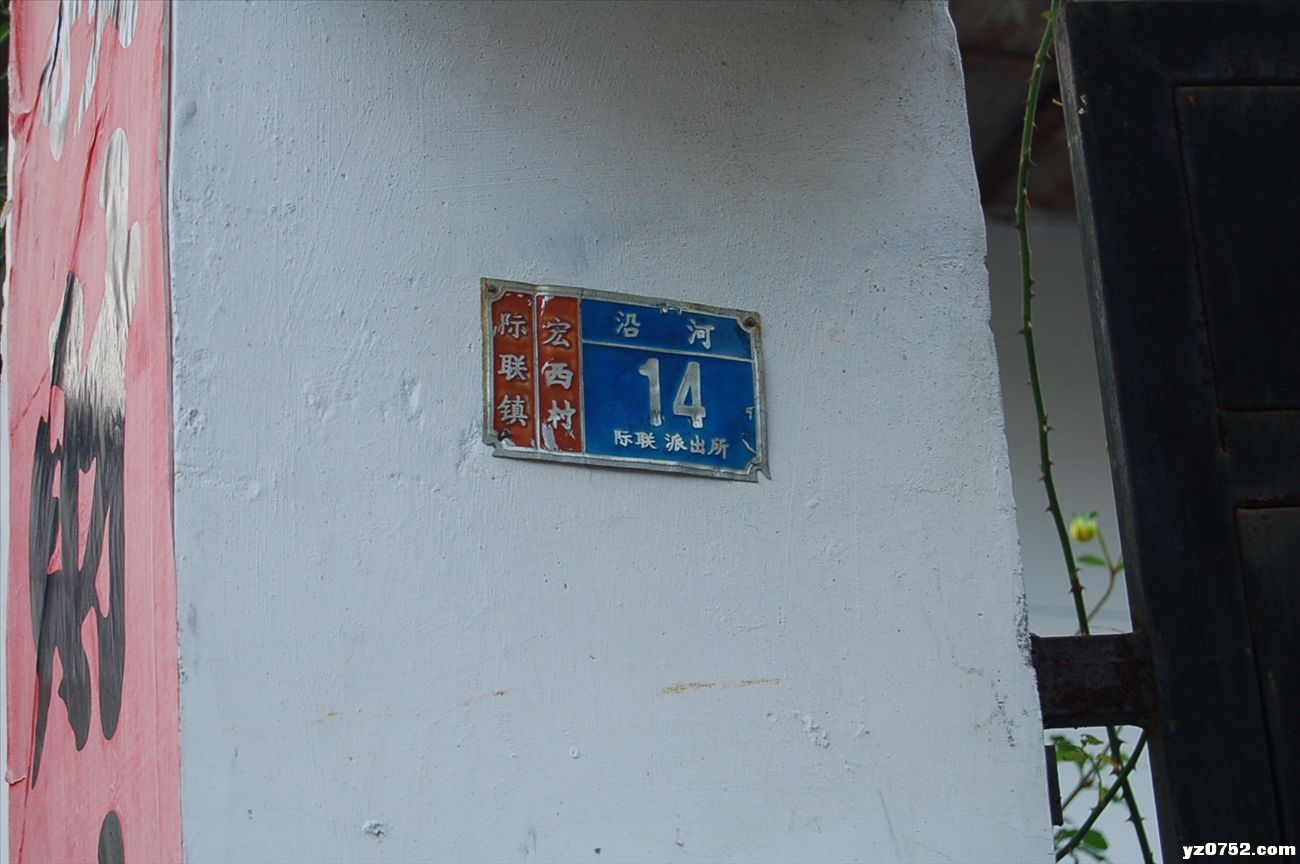 际联镇
宏西村
沿河
14
际联派出所
yz0752.com